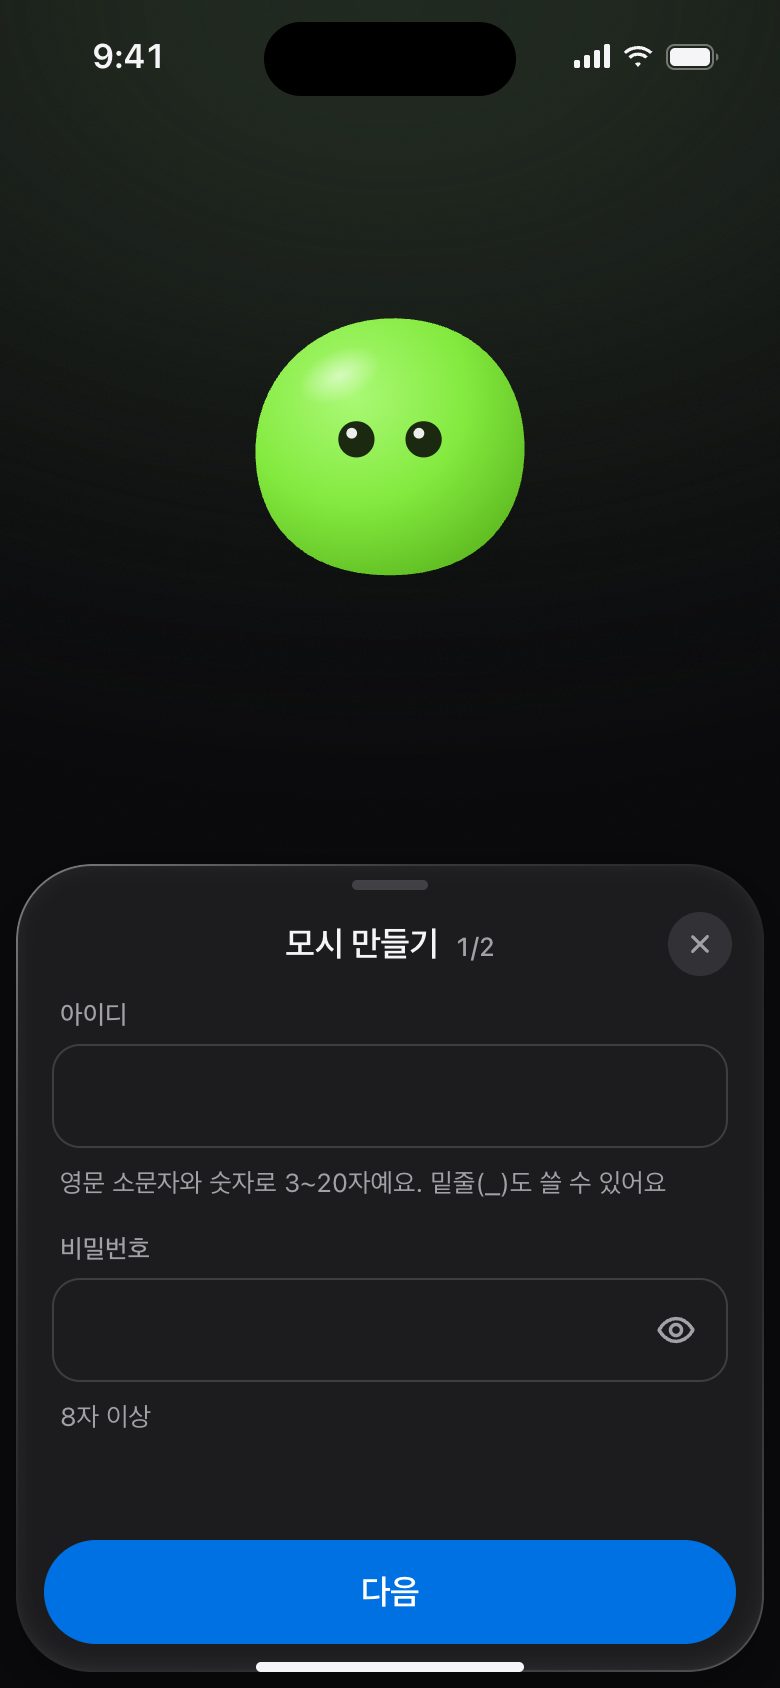 9:41
모시 만들기 1/2
아이디
영문 소문자와 숫자로 3~20자예요. 밑줄(_)도 쓸 수 있어요
비밀번호
8자 이상
다음